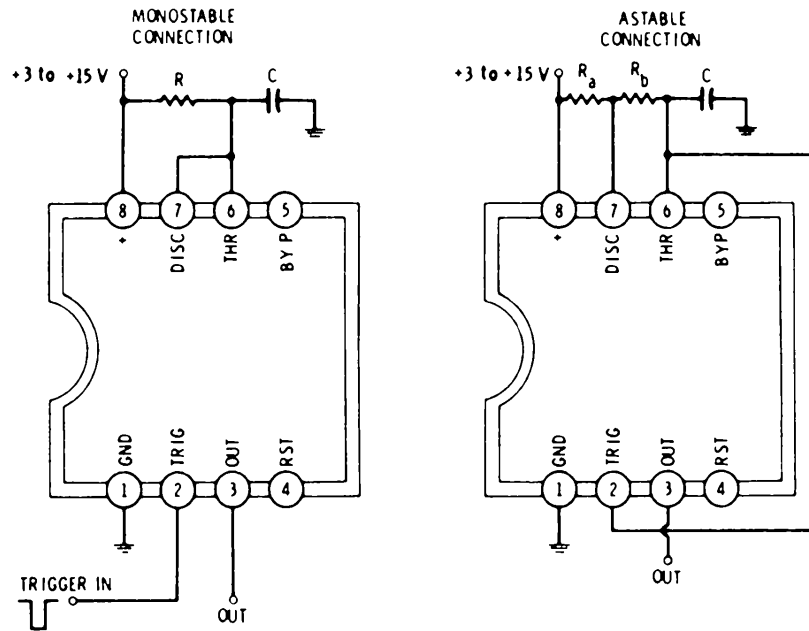 MONOSTABLE
CONNECTION
+3 to +15 V
R
C
8
7
6
5
+
DISC
THR
BYP
GND
TRIG
OUT
RST
1
2
3
4
TRIGGER IN
OUT
ASTABLE
CONNECTION
+3 to +15 V
Ra
Rb
C
8
7
6
5
+
DISC
THR
BYP
GND
TRIG
OUT
RST
1
2
3
4
OUT